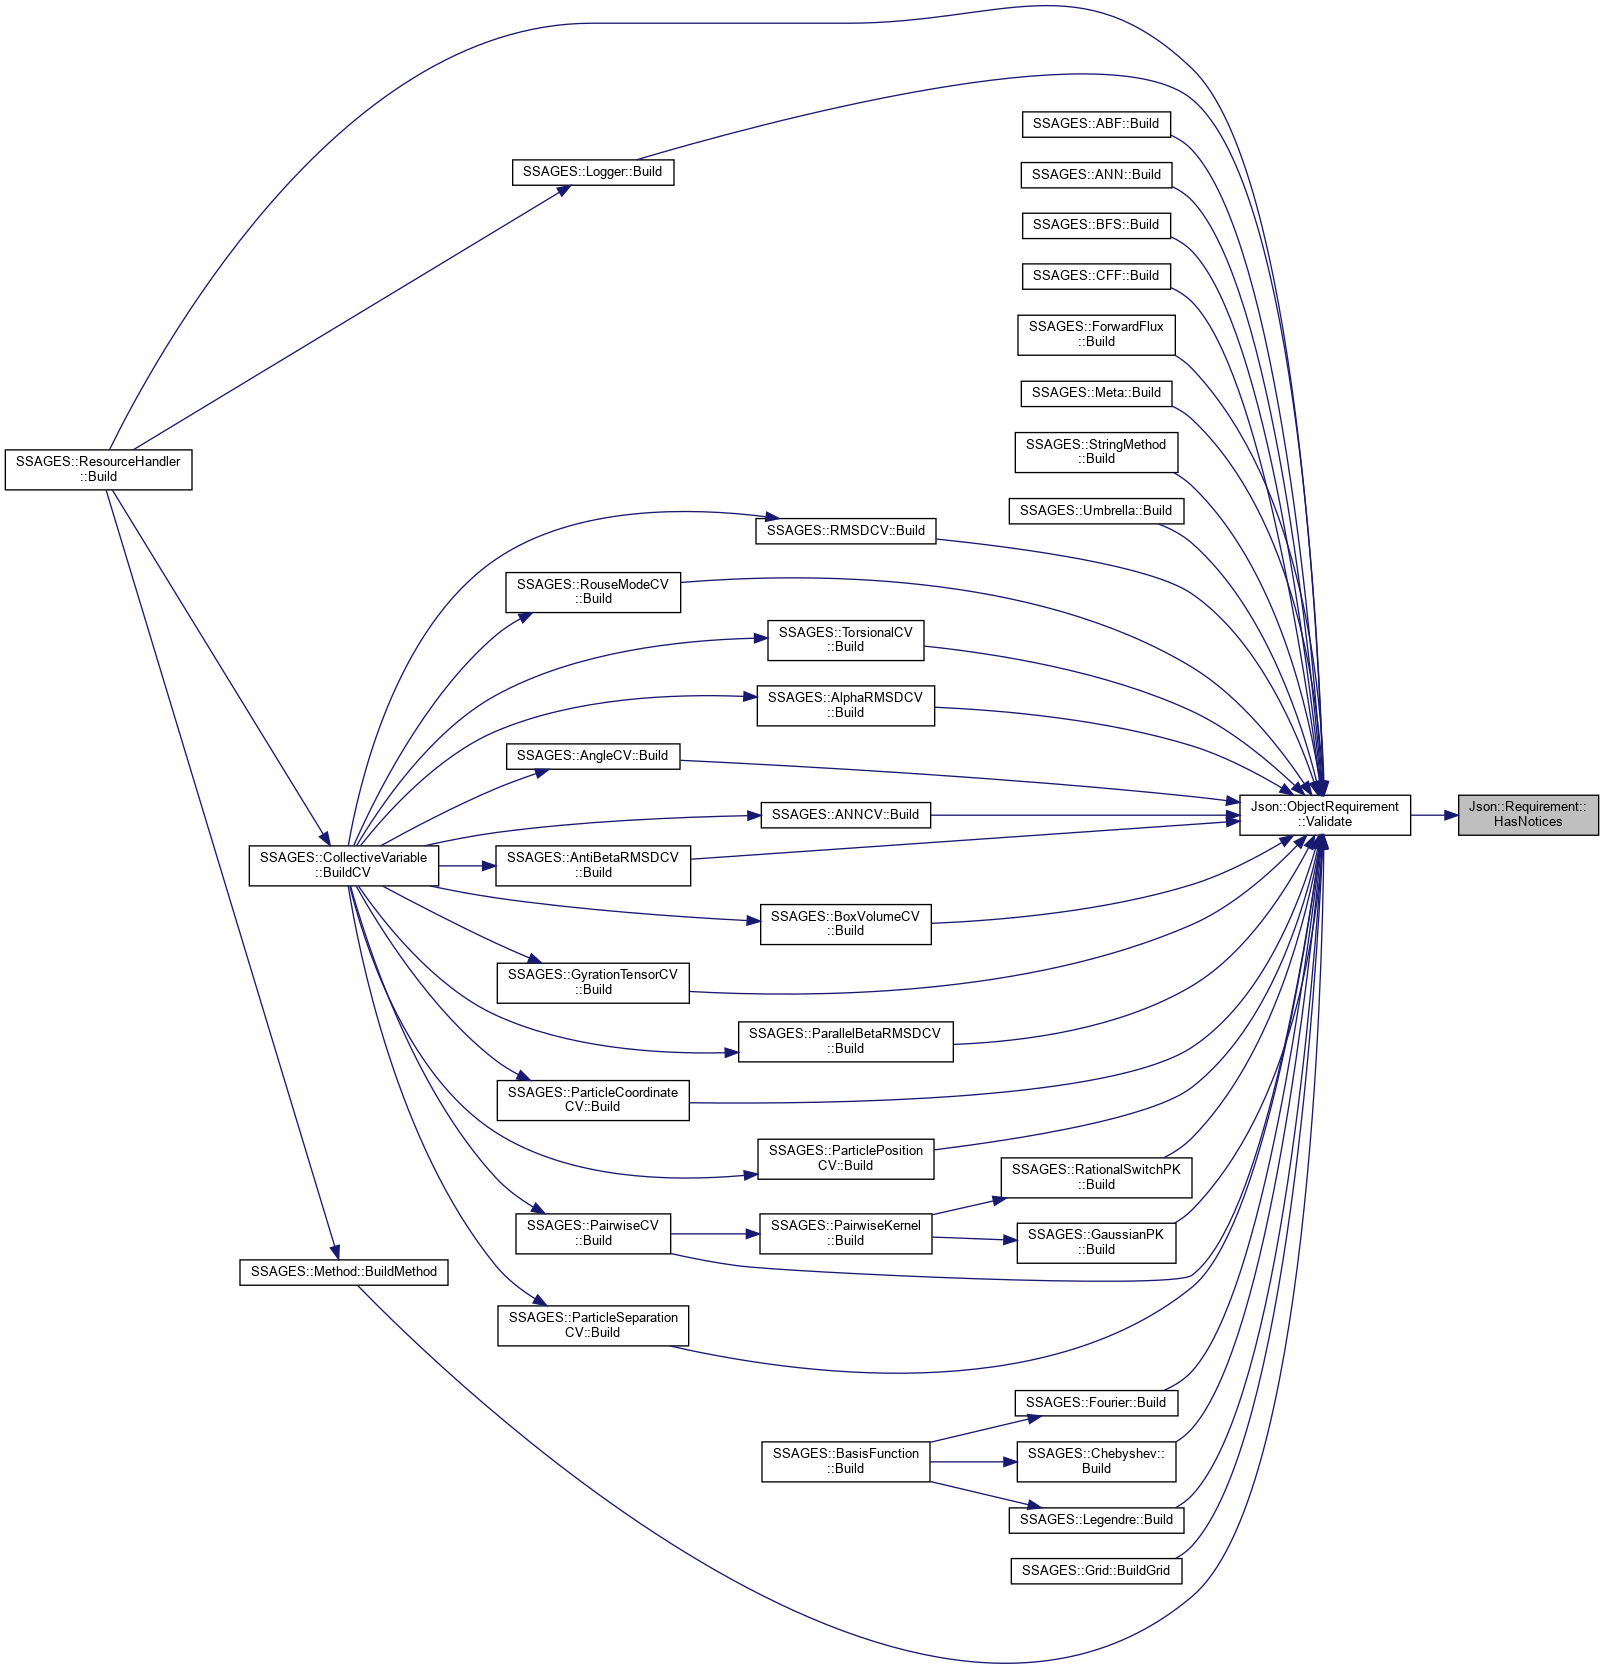 SSAGES::ABF::Build
SSAGES::Logger::Build
SSAGES::ANN::Build
SSAGES::BFS::Build
SSAGES::CFF::Build
SSAGES::ForwardFlux
::Build
SSAGES::Meta::Build
SSAGES::StringMethod
::Build
SSAGES::ResourceHandler
::Build
SSAGES::Umbrella::Build
SSAGES::RMSDCV::Build
SSAGES::RouseModeCV
::Build
SSAGES::TorsionalCV
::Build
SSAGES::AlphaRMSDCV
::Build
SSAGES::AngleCV::Build
SSAGES::ANNCV::Build
Json::ObjectRequirement
::Validate
Json::Requirement::
HasNotices
SSAGES::CollectiveVariable
::BuildCV
SSAGES::AntiBetaRMSDCV
::Build
SSAGES::BoxVolumeCV
::Build
SSAGES::GyrationTensorCV
::Build
SSAGES::ParallelBetaRMSDCV
::Build
SSAGES::ParticleCoordinate
CV::Build
SSAGES::ParticlePosition
CV::Build
SSAGES::RationalSwitchPK
::Build
SSAGES::PairwiseCV
::Build
SSAGES::PairwiseKernel
::Build
SSAGES::GaussianPK
::Build
SSAGES::Method::BuildMethod
SSAGES::ParticleSeparation
CV::Build
SSAGES::Fourier::Build
SSAGES::BasisFunction
::Build
SSAGES::Chebyshev::
Build
SSAGES::Legendre::Build
SSAGES::Grid::BuildGrid